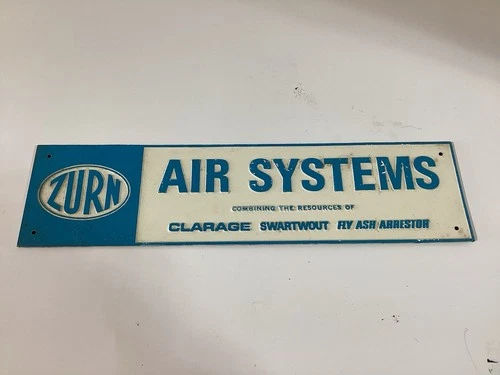 ZURN
AIR SYSTEMS
COMBINING THE RESOURCES OF
CLARAGE SWARTWOUT FLY ASH ARRESTOR